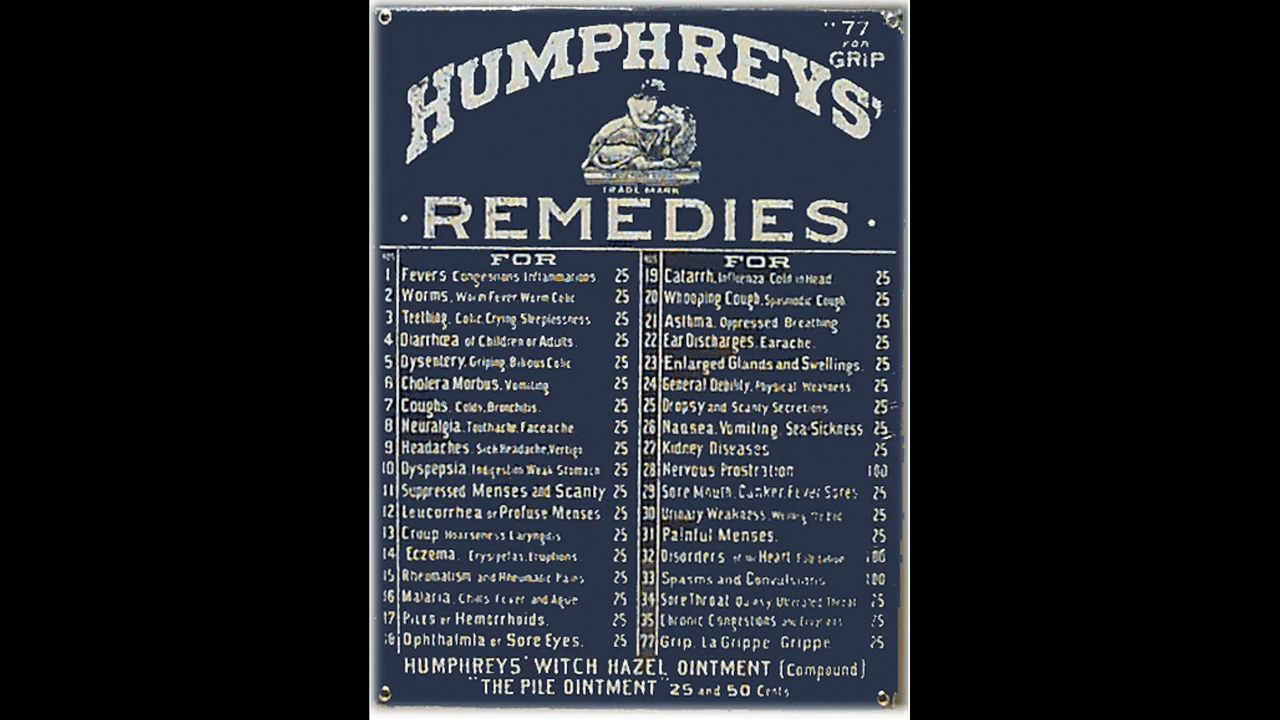 "77
FOR
GRIP
HUMPHREYS'
TRADE MARK
· REMEDIES ·
NOS FOR
1 Fevers Congestions Inflammations. 25
2 Worms, Worm Fever Worm Colic 25
3 Teething, Colic, Crying Sleeplessness 25
4 Diarrhœa of Children or Adults. 25
5 Dysentery, Griping, Bilious Colic 25
6 Cholera Morbus, Vomiting 25
7 Coughs, Colds, Bronchitis. 25
8 Neuralgia, Toothache, Faceache 25
9 Headaches, Sick Headache, Vertigo 25
10 Dyspepsia, Indigestion Weak Stomach 25
11 Suppressed Menses and Scanty 25
12 Leucorrhea or Profuse Menses 25
13 Croup Hoarseness Laryngitis 25
14 Eczema, Erysipelas, Eruptions 25
15 Rheumatism and Rheumatic Pains 25
16 Malaria, Chills Fever and Ague 25
17 Piles or Hemorrhoids. 25
18 Ophthalmia or Sore Eyes. 25
NOS FOR
19 Catarrh, Influenza Cold in Head 25
20 Whooping Cough, Spasmodic Cough 25
21 Asthma, Oppressed Breathing 25
22 Ear Discharges, Earache. 25
23 Enlarged Glands and Swellings. 25
24 General Debility, Physical Weakness 25
25 Dropsy and Scanty Secretions 25
26 Nausea, Vomiting, Sea-Sickness 25
27 Kidney Diseases 25
28 Nervous Prostration 100
29 Sore Mouth, Canker, Fever Sores 25
30 Urinary Weakness, Wetting the Bed 25
31 Painful Menses. 25
32 Disorders of the Heart, Palpitation 100
33 Spasms and Convulsions 100
34 Sore Throat Quinsy Ulcerated Throat 25
35 Chronic Congestions and 25
77 Grip, La Grippe, Grippe 25
HUMPHREYS' WITCH HAZEL OINTMENT (Compound)
"THE PILE OINTMENT" 25 and 50 Cents